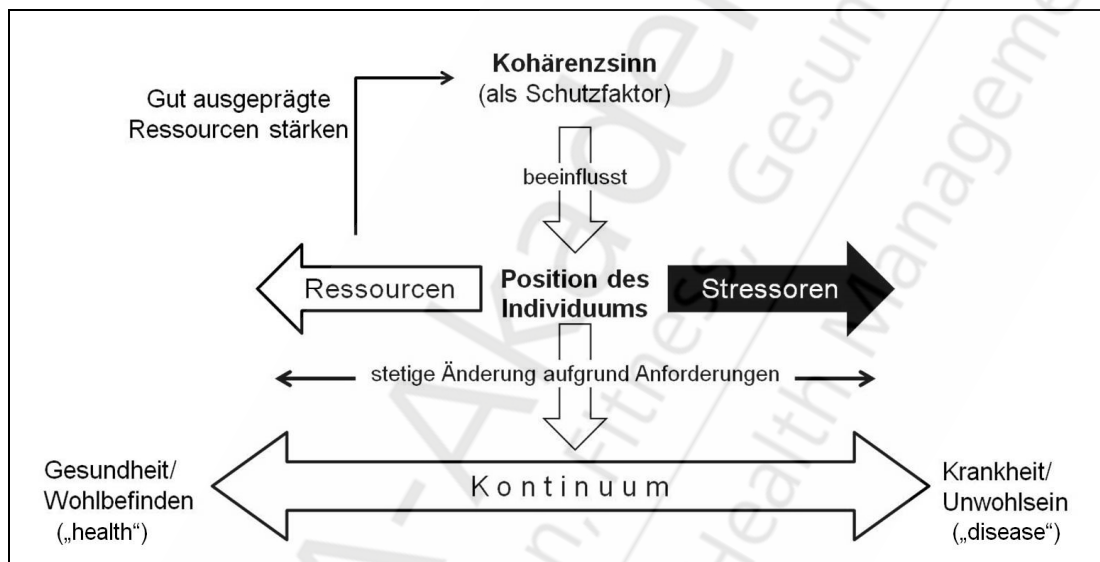 Kohärenzsinn
(als Schutzfaktor)
Gut ausgeprägte
Ressourcen stärken
beeinflusst
Ressourcen
Position des
Individuums
Stressoren
stetige Änderung aufgrund Anforderungen
Gesundheit/
Wohlbefinden
(„health“)
Kontinuum
Krankheit/
Unwohlsein
(„disease“)